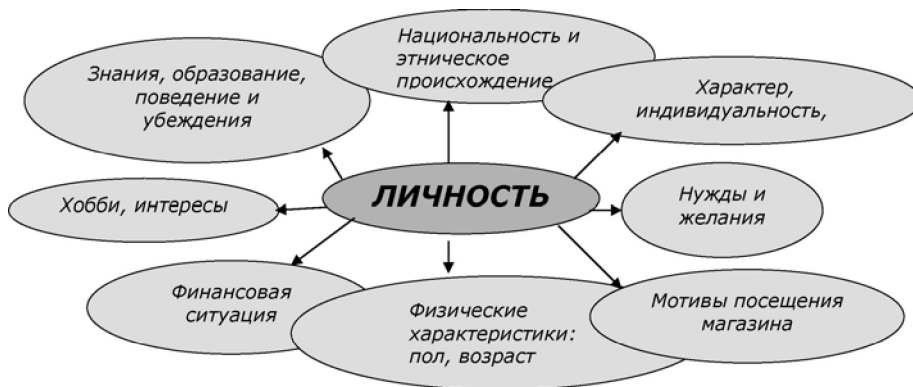 Национальность и
этническое
происхождение
Знания, образование,
поведение и
убеждения
Характер,
индивидуальность,
ЛИЧНОСТЬ
Хобби, интересы
Нужды и
желания
Финансовая
ситуация
Физические
характеристики:
пол, возраст
Мотивы посещения
магазина